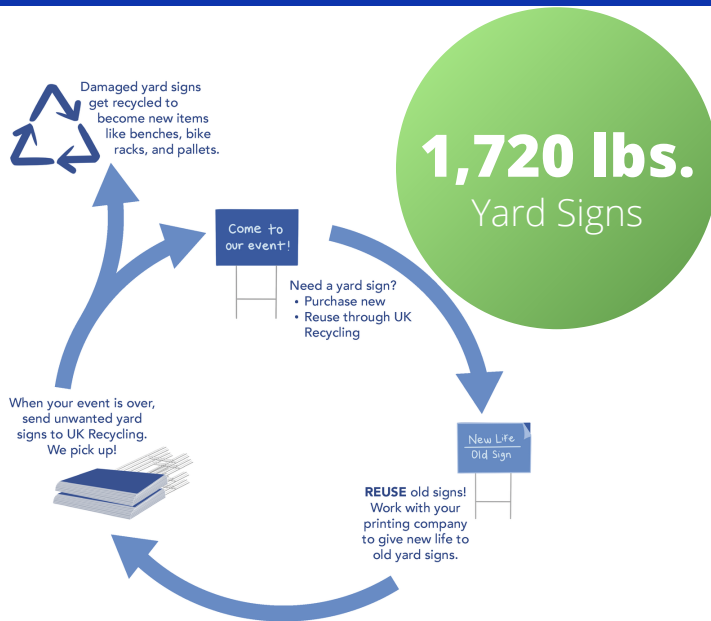 Damaged yard signs
get recycled to
become new items
like benches, bike
racks, and pallets.
1,720 lbs.
Yard Signs
Come to
our event!
Need a yard sign?
• Purchase new
• Reuse through UK
Recycling
When your event is over,
send unwanted yard
signs to UK Recycling.
We pick up!
New Life
Old Sign
REUSE old signs!
Work with your
printing company
to give new life to
old yard signs.